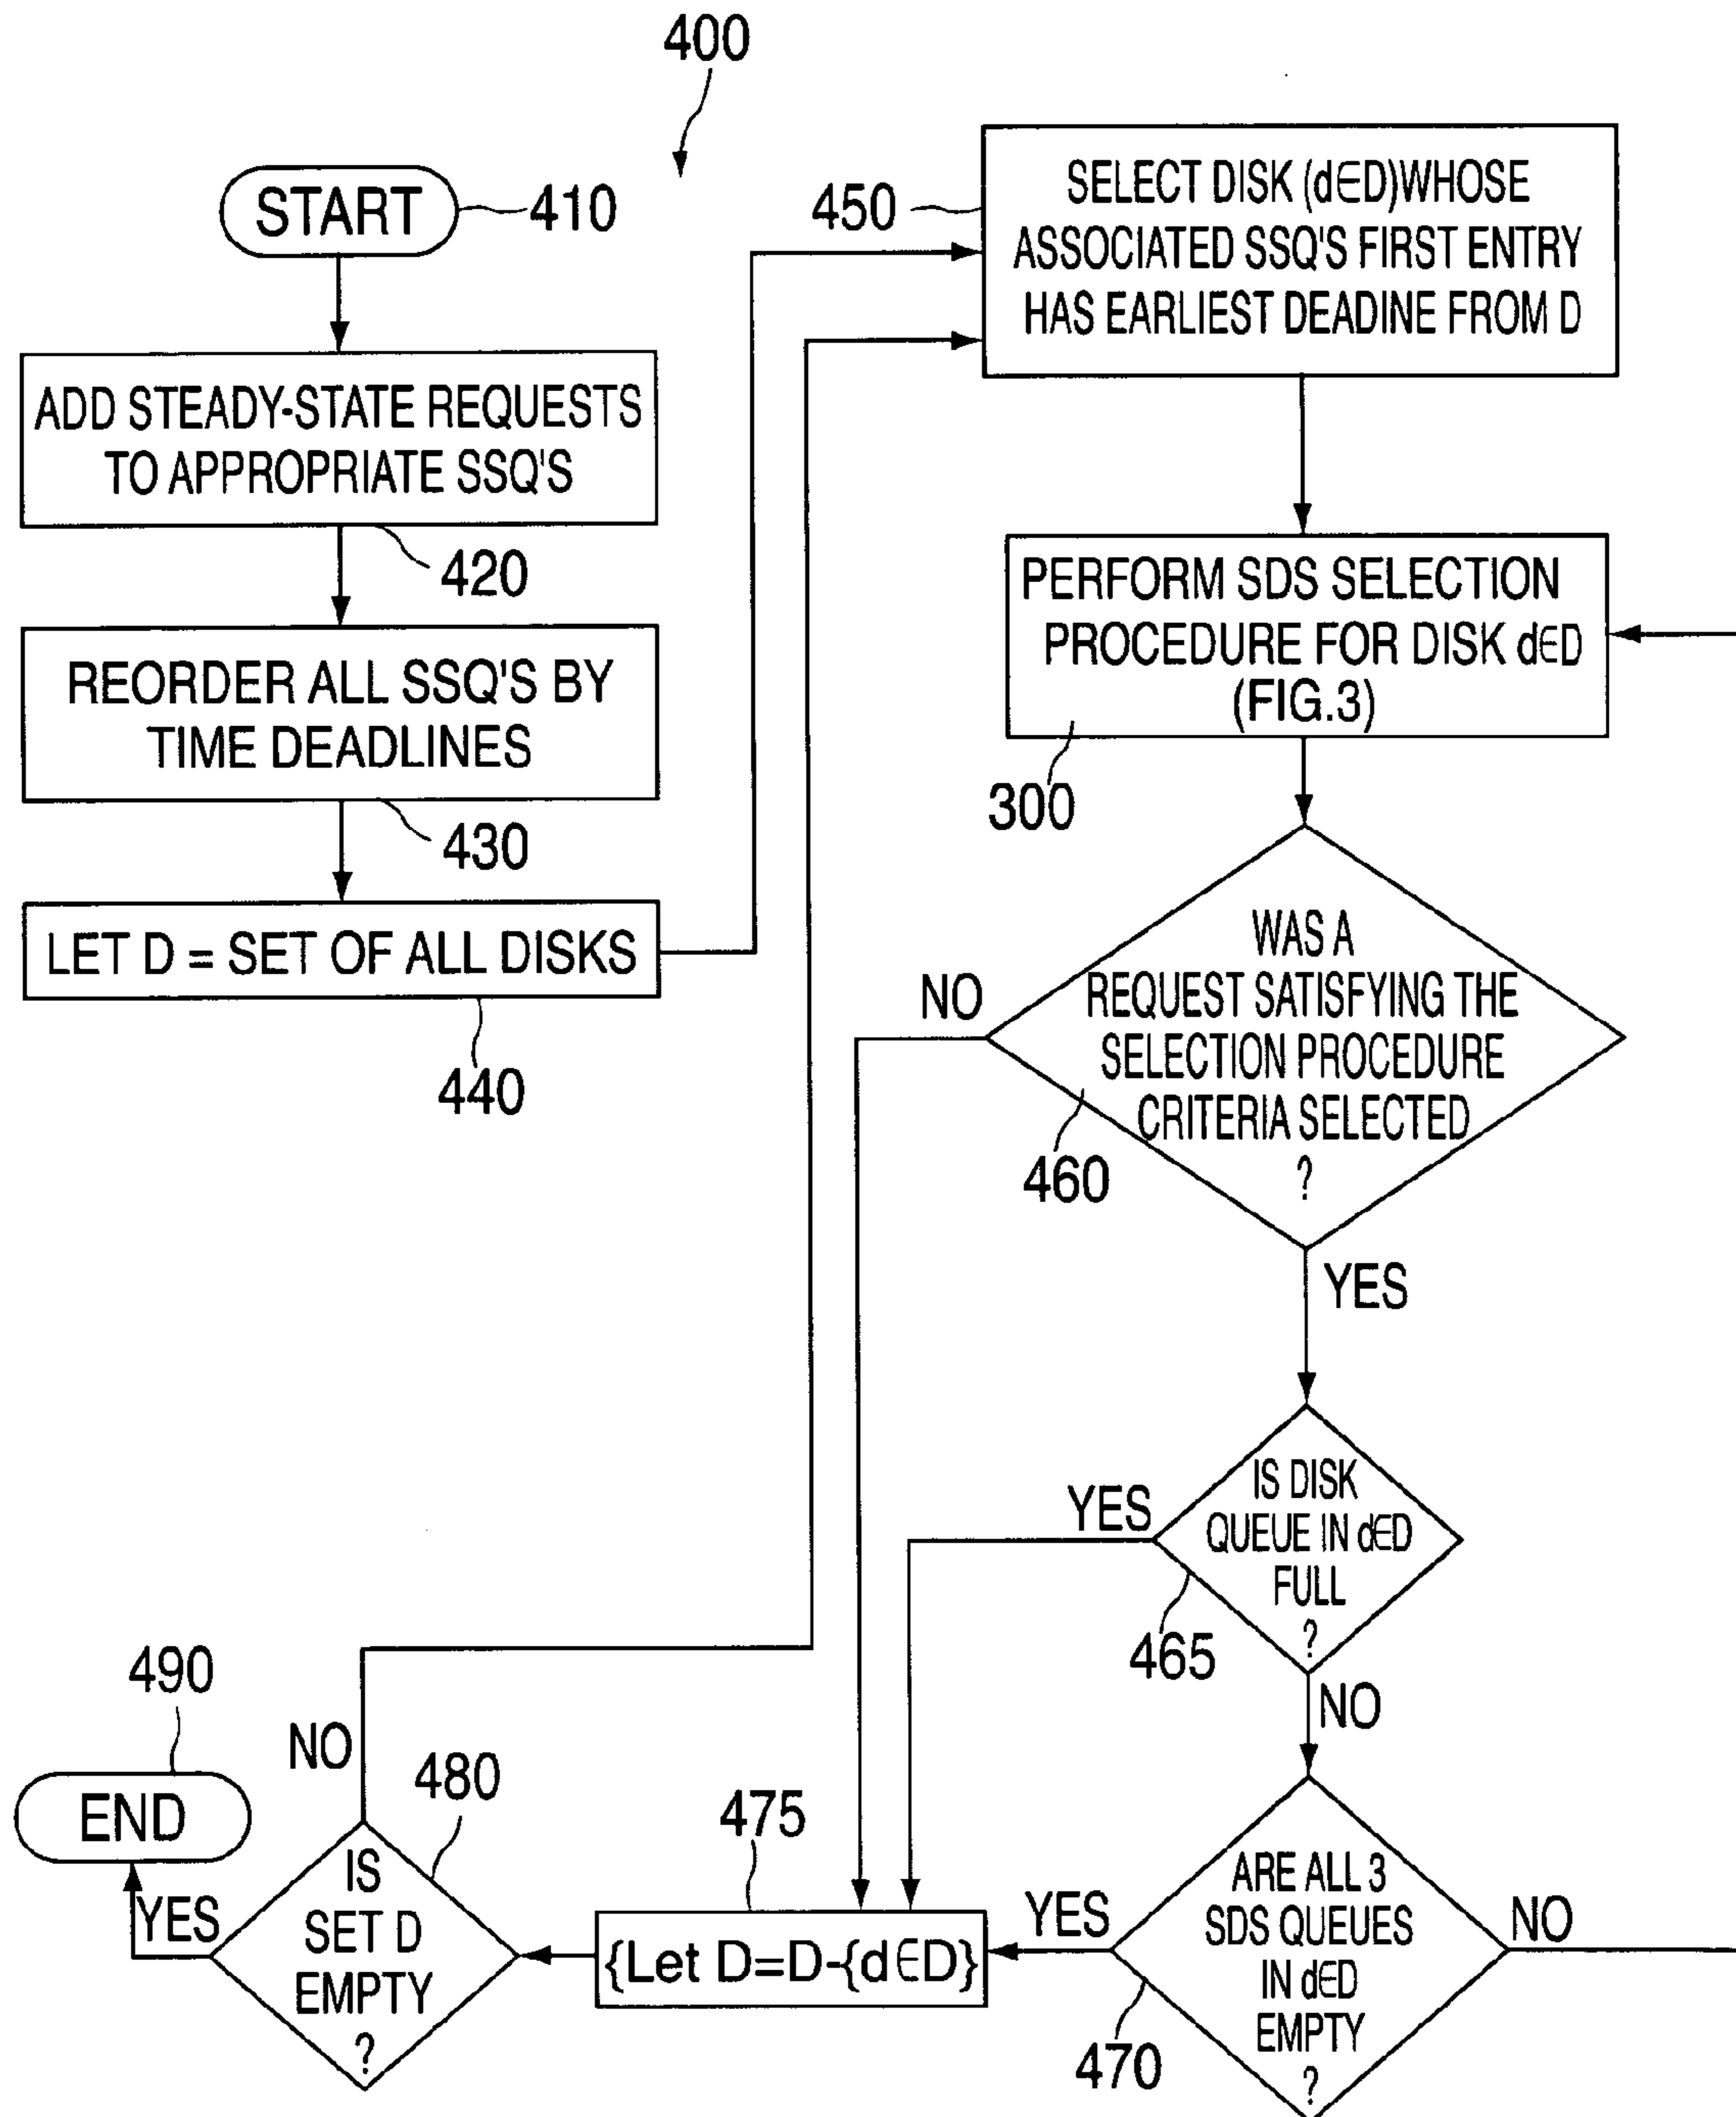 400
START
410
ADD STEADY-STATE REQUESTS
TO APPROPRIATE SSQ'S
420
REORDER ALL SSQ'S BY
TIME DEADLINES
430
LET D = SET OF ALL DISKS
440
450
SELECT DISK (d∈D)WHOSE
ASSOCIATED SSQ'S FIRST ENTRY
HAS EARLIEST DEADINE FROM D
PERFORM SDS SELECTION
PROCEDURE FOR DISK d∈D
(FIG.3)
300
WAS A
REQUEST SATISFYING THE
SELECTION PROCEDURE
CRITERIA SELECTED
?
460
NO
YES
IS DISK
QUEUE IN d∈D
FULL
?
465
YES
NO
ARE ALL 3
SDS QUEUES
IN d∈D
EMPTY
?
470
YES
NO
475
{Let D=D-{d∈D}
480
IS
SET D
EMPTY
?
NO
YES
490
END